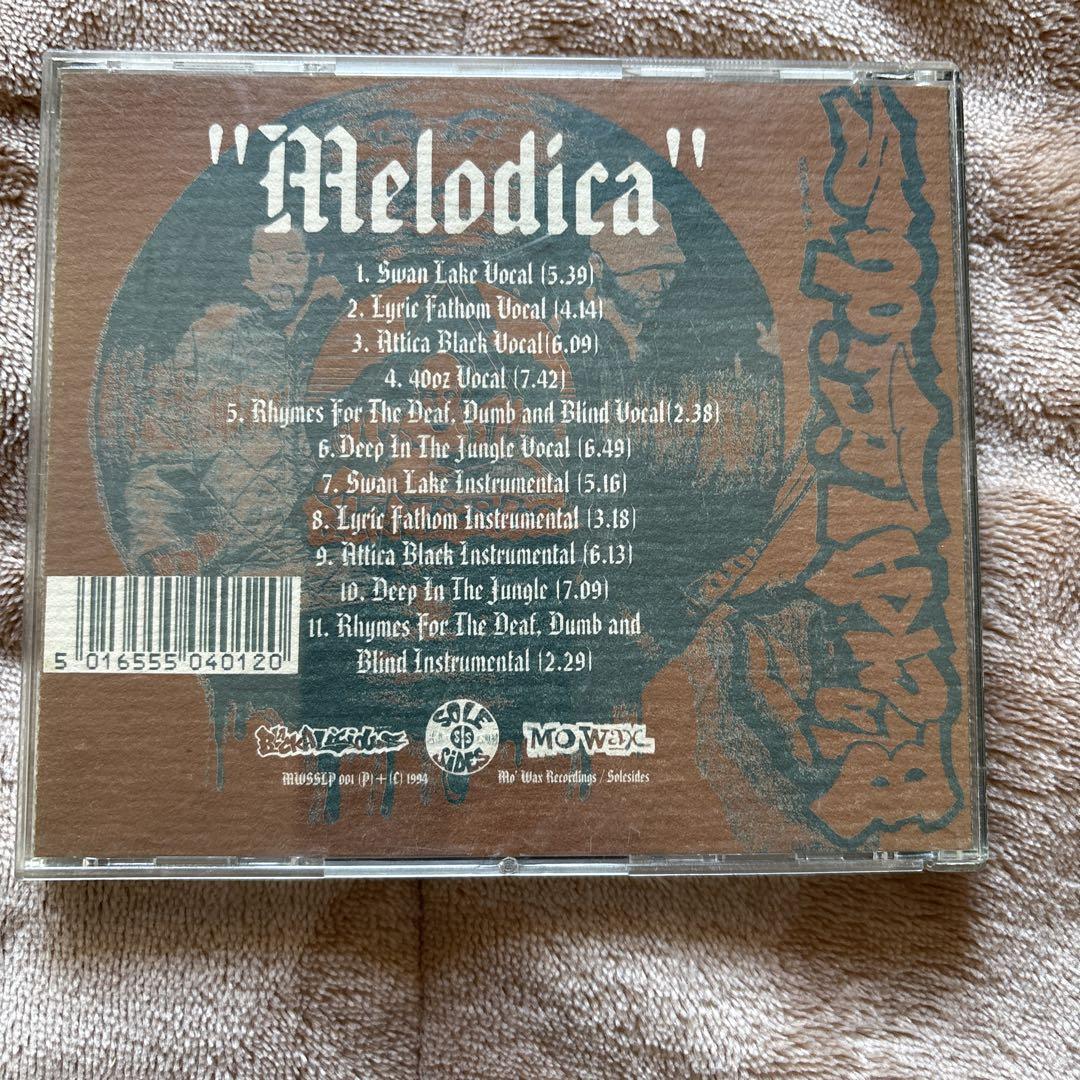 "Melodica"
1. Swan Lake Vocal (5.39)
2. Lyric Fathom Vocal (4.14)
3. Attica Black Vocal(6.09)
4. 40oz Vocal (7.42)
5. Rhymes For The Deaf, Dumb and Blind Vocal(2.38)
6. Deep In The Jungle Vocal (6.49)
7. Swan Lake Instrumental (5.16)
8. Lyric Fathom Instrumental (3.18)
9. Attica Black Instrumental (6.13)
10. Deep In The Jungle (7.09)
11. Rhymes For The Deaf, Dumb and
Blind Instrumental (2.29)
5 016555 040120
BLACKALICIOUS
SOLE
SS
SIDES
MO WAX
MWSSLP 001 (P) + (C) 1994
Mo' Wax Recordings / Solesides
BLACKALICIOUS